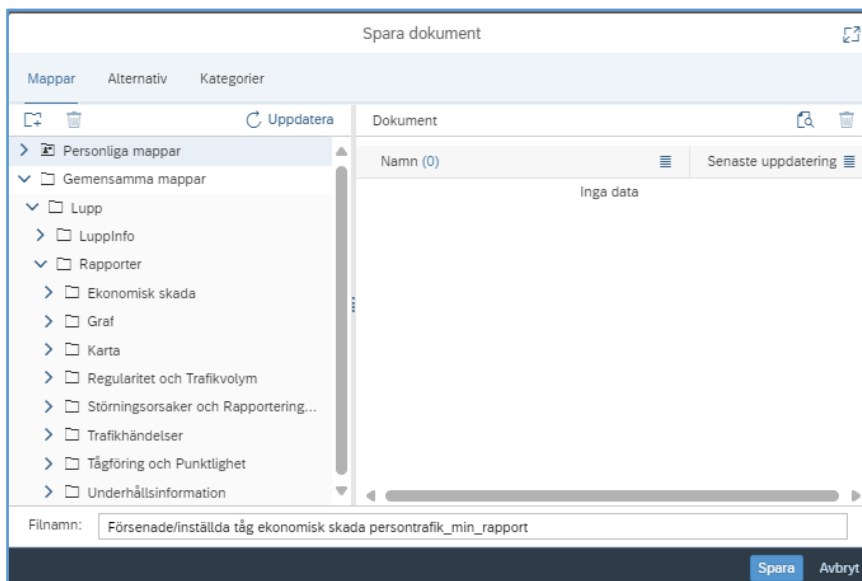 Spara dokument
Mappar Alternativ Kategorier
Uppdatera
Dokument
Personliga mappar
Gemensamma mappar
Lupp
LuppInfo
Rapporter
Ekonomisk skada
Graf
Karta
Regularitet och Trafikvolym
Störningsorsaker och Rapportering...
Trafikhändelser
Tågföring och Punktlighet
Underhållsinformation
Namn (0) Senaste uppdatering
Inga data
Filnamn: Försenade/inställda tåg ekonomisk skada persontrafik_min_rapport
Spara Avbryt